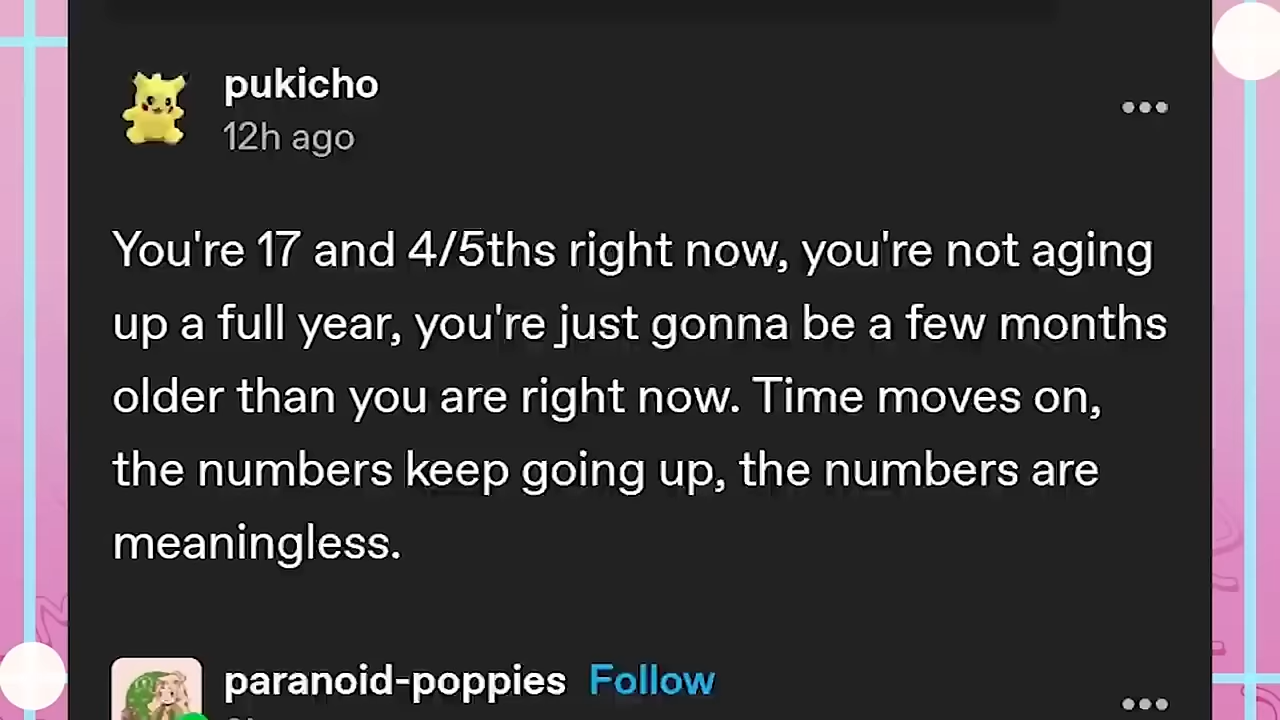 pukicho
12h ago
You're 17 and 4/5ths right now, you're not aging
up a full year, you're just gonna be a few months
older than you are right now. Time moves on,
the numbers keep going up, the numbers are
meaningless.
paranoid-poppies Follow